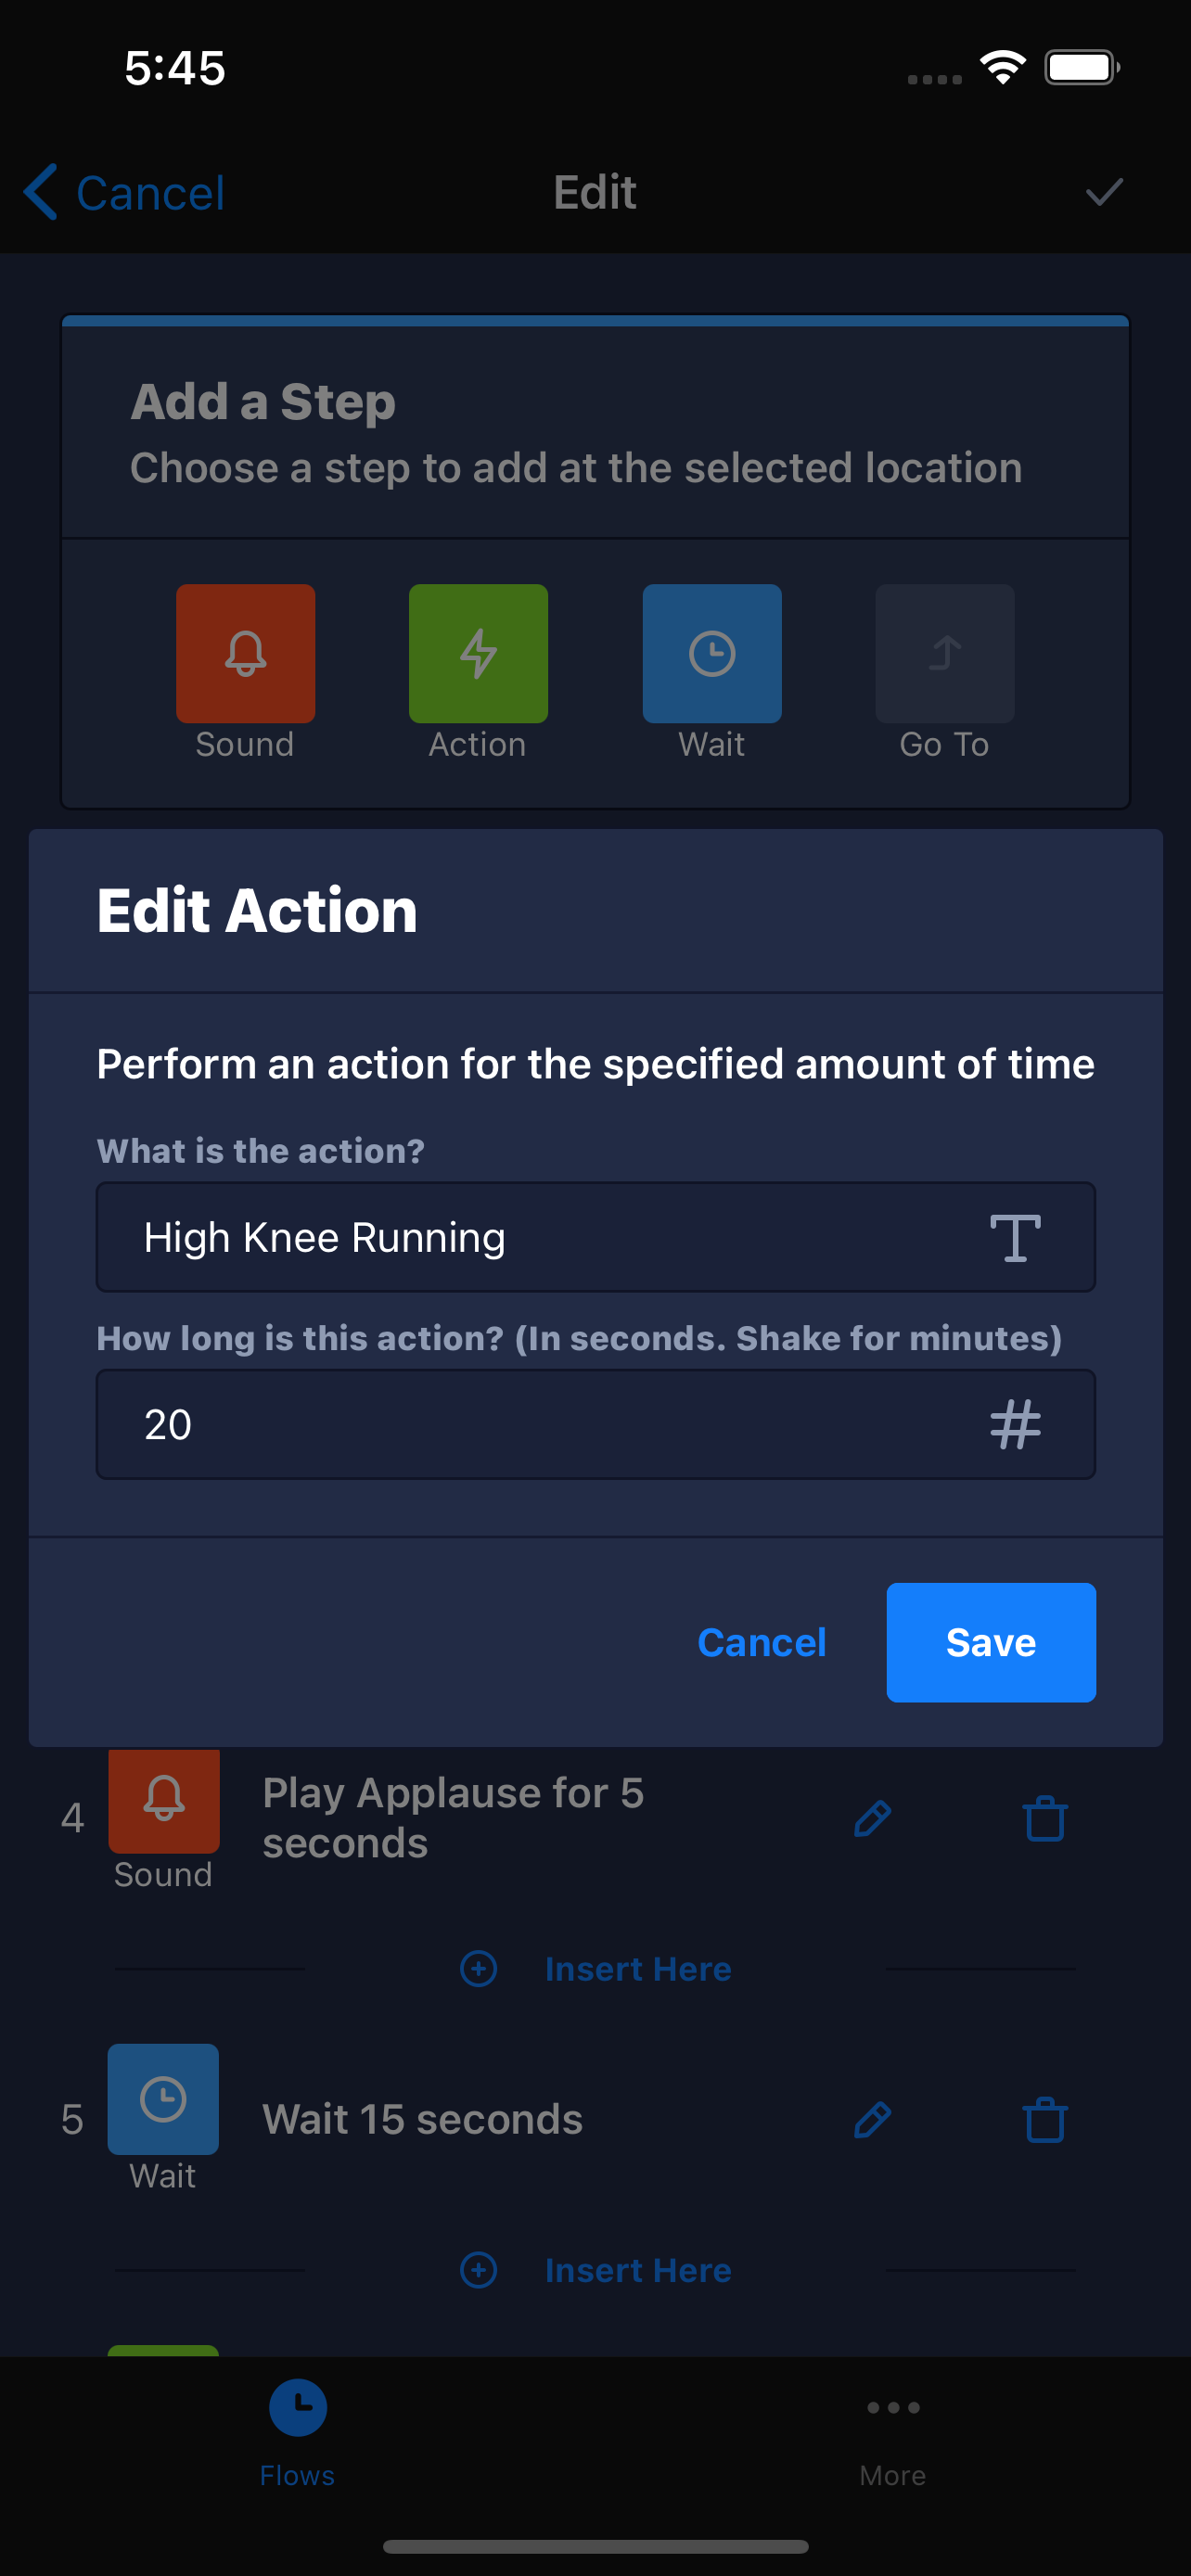 5:45
Cancel
Edit
Add a Step
Choose a step to add at the selected location
Sound
Action
Wait
Go To
Edit Action
Perform an action for the specified amount of time
What is the action?
High Knee Running
How long is this action? (In seconds. Shake for minutes)
20
Cancel
Save
4
Play Applause for 5
seconds
Sound
Insert Here
5
Wait 15 seconds
Wait
Insert Here
Flows
More